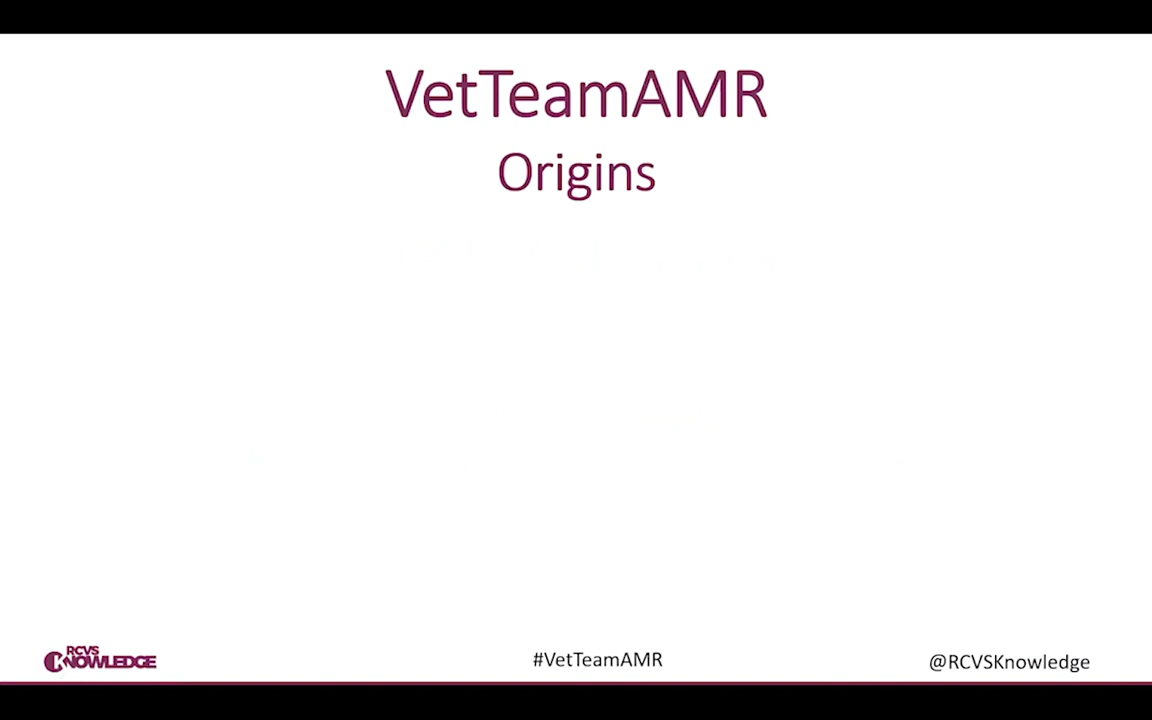 VetTeamAMR
Origins
RCVS
KNOWLEDGE
#VetTeamAMR
@RCVSKnowledge